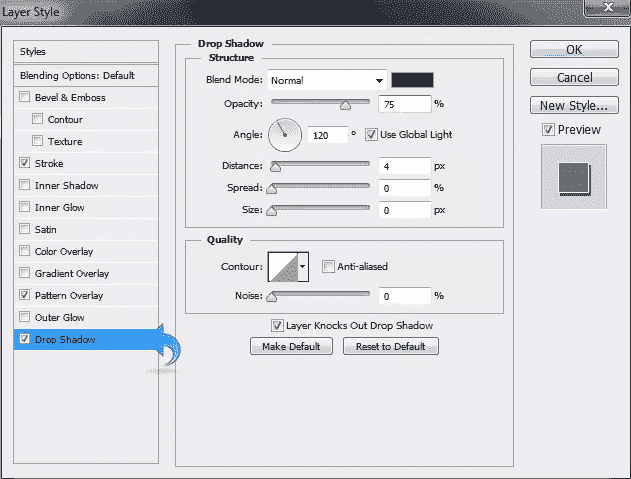 Layer Style
Styles
Blending Options: Default
Bevel & Emboss
Contour
Texture
Stroke
Inner Shadow
Inner Glow
Satin
Color Overlay
Gradient Overlay
Pattern Overlay
Outer Glow
Drop Shadow
Drop Shadow
Structure
Blend Mode: Normal
Opacity: 75 %
Angle: 120 ° Use Global Light
Distance: 4 px
Spread: 0 %
Size: 0 px
Quality
Contour: Anti-aliased
Noise: 0 %
Layer Knocks Out Drop Shadow
Make Default Reset to Default
OK
Cancel
New Style...
Preview